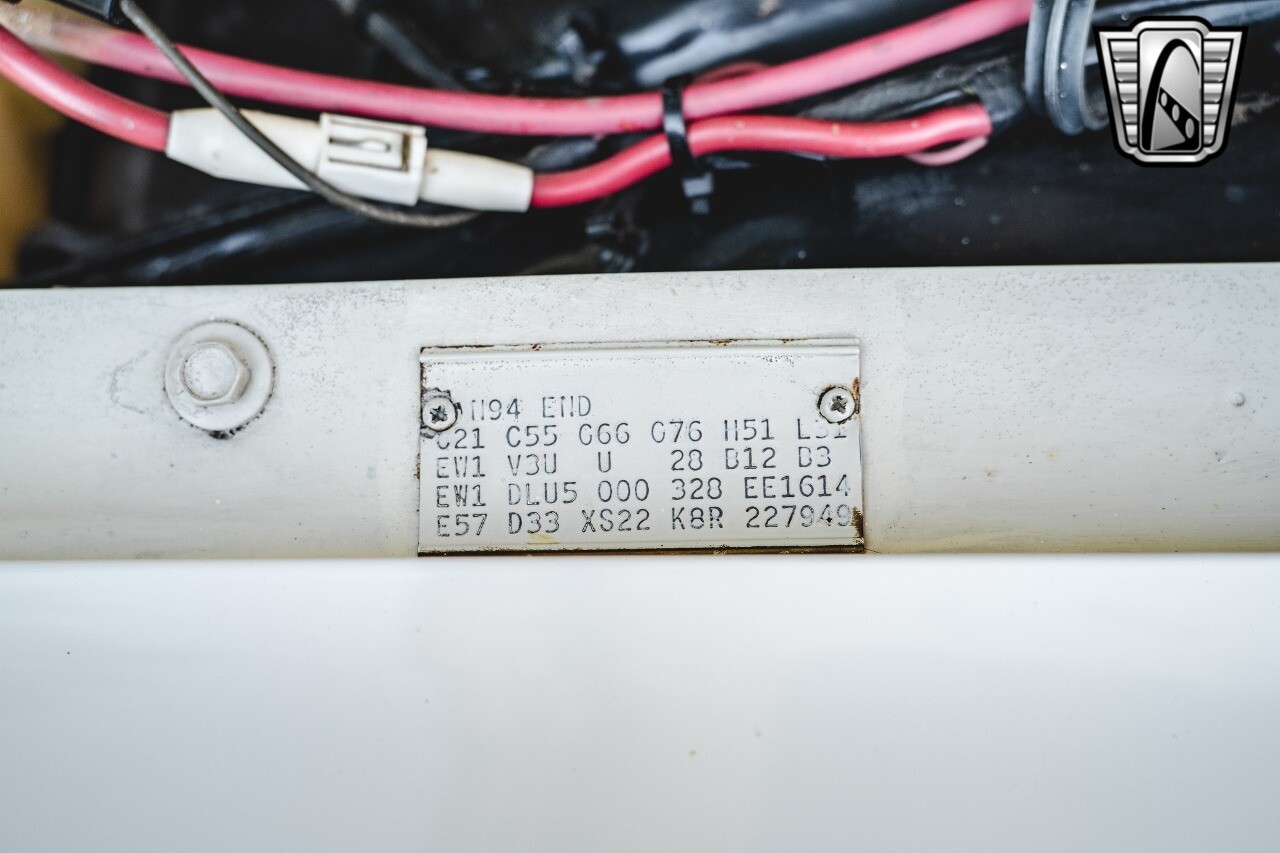 N94 END
C21 C55 G66 G76 H51 L31
EW1 V3U U 28 B12 B3
EW1 DLU5 000 328 EE1614
E57 D33 XS22 K8R 227949